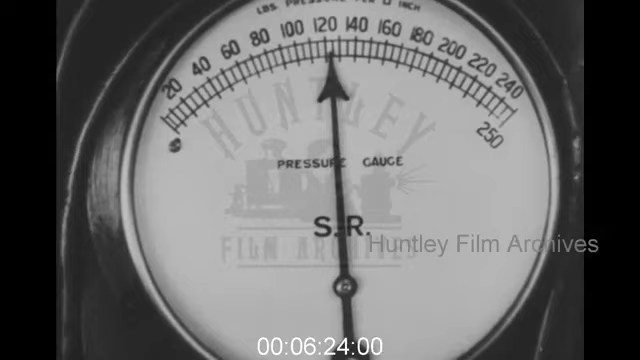 LBS PRESSURE PER □ INCH
20 40 60 80 100 120 140 160 180 200 220 240
250
PRESSURE GAUGE
S.R.
HUNTLEY
FILM ARCHIVES
Huntley Film Archives
00:06:24:00